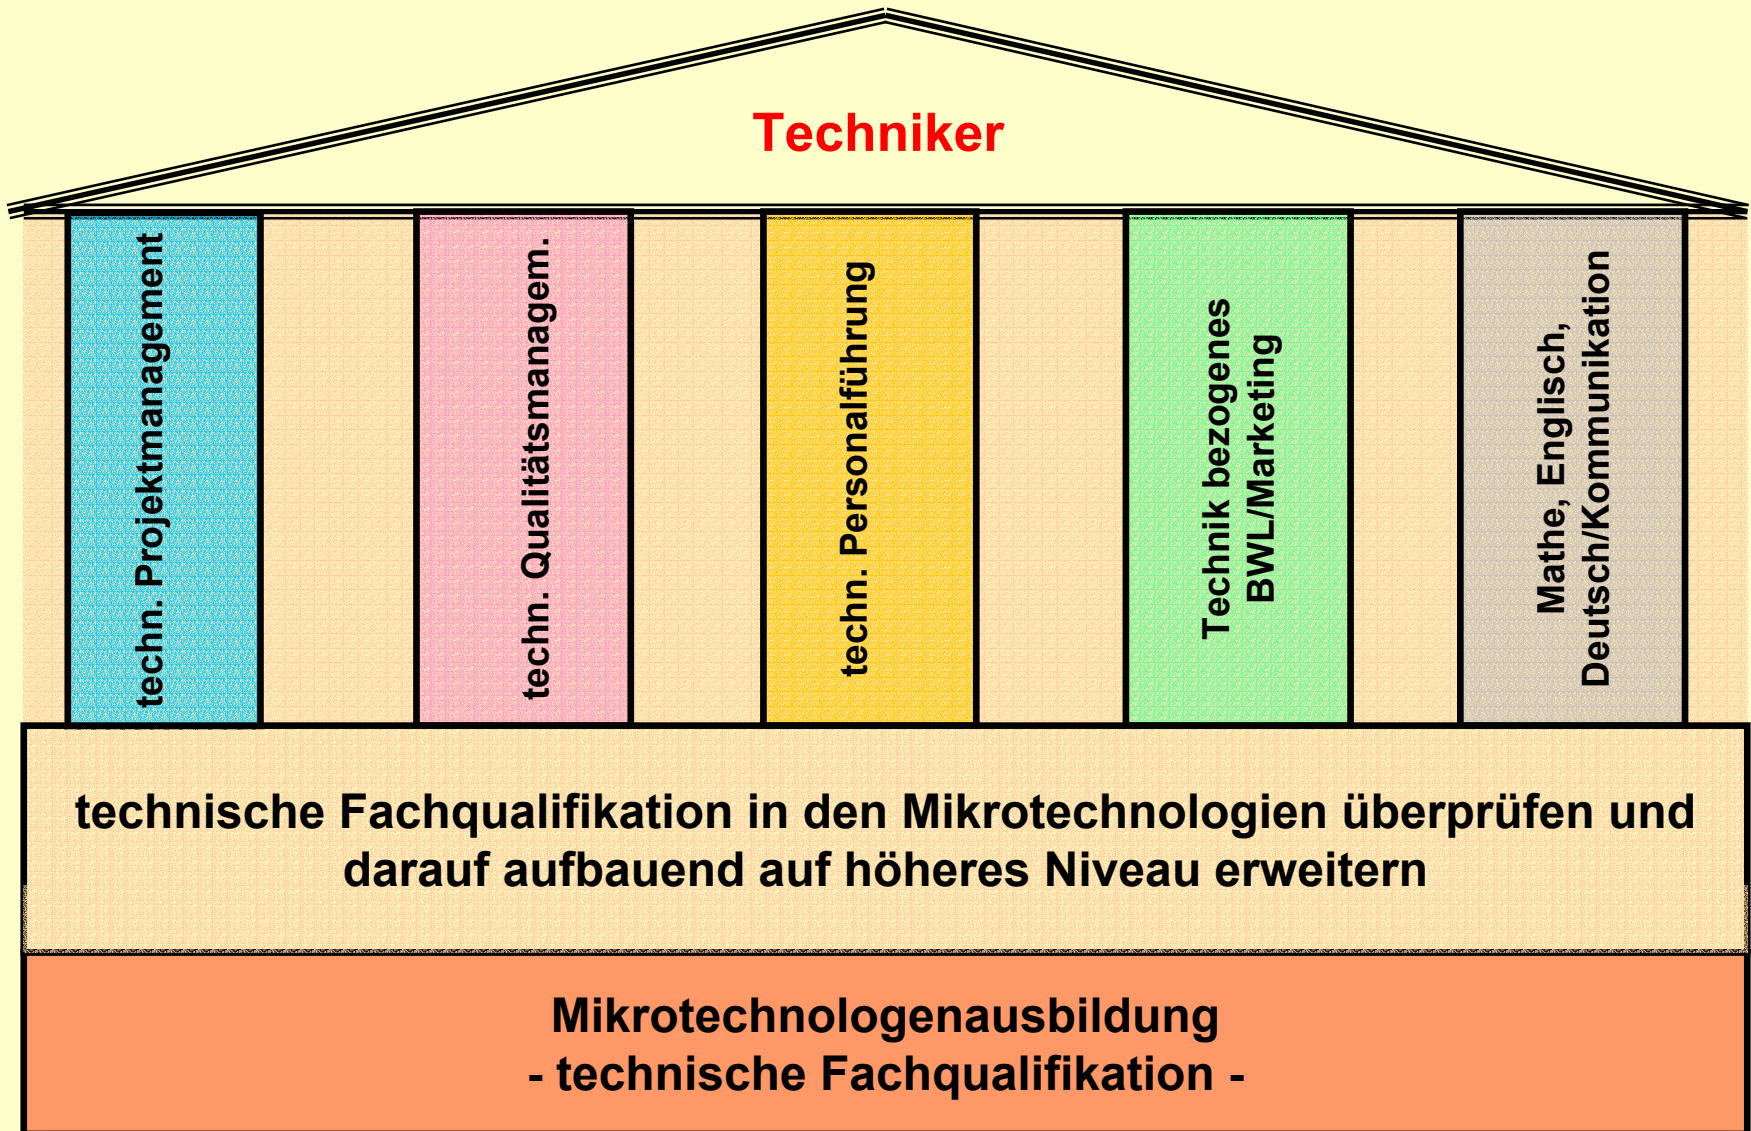 Techniker
techn. Projektmanagement
techn. Qualitätsmanagem.
techn. Personalführung
Technik bezogenes
BWL/Marketing
Mathe, Englisch,
Deutsch/Kommunikation
technische Fachqualifikation in den Mikrotechnologien überprüfen und
darauf aufbauend auf höheres Niveau erweitern
Mikrotechnologenausbildung
- technische Fachqualifikation -